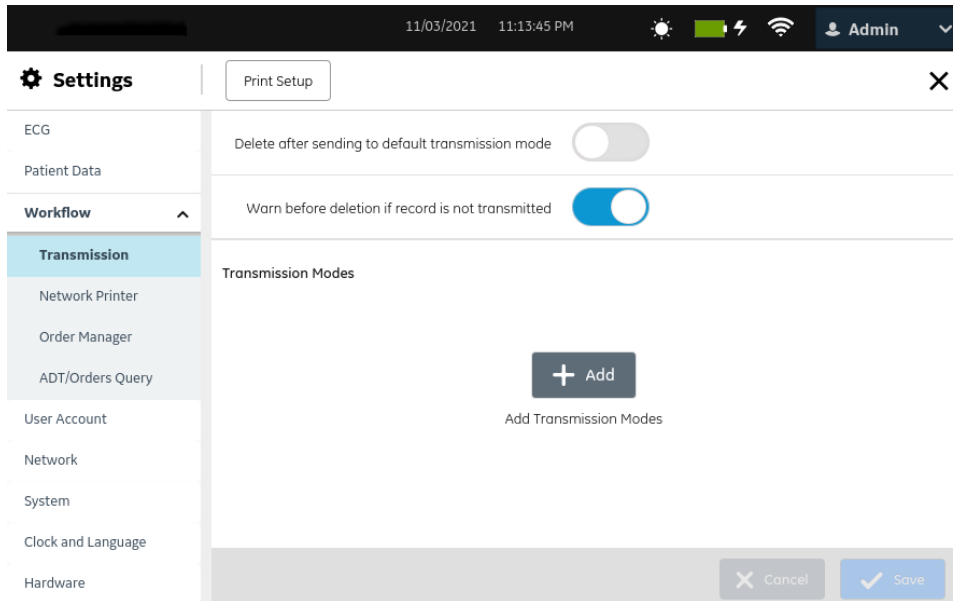 11/03/2021 11:13:45 PM Admin
Settings Print Setup
ECG
Patient Data
Workflow
Transmission
Network Printer
Order Manager
ADT/Orders Query
User Account
Network
System
Clock and Language
Hardware
Delete after sending to default transmission mode
Warn before deletion if record is not transmitted
Transmission Modes
Add
Add Transmission Modes
Cancel Save